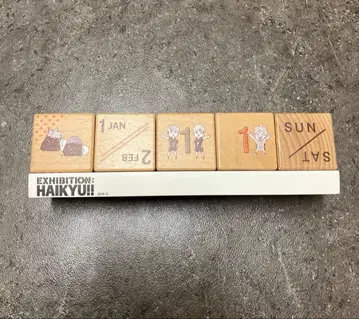 1 JAN
2 FEB
1
1
SUN
SAT
EXHIBITION:
HAIKYU!!